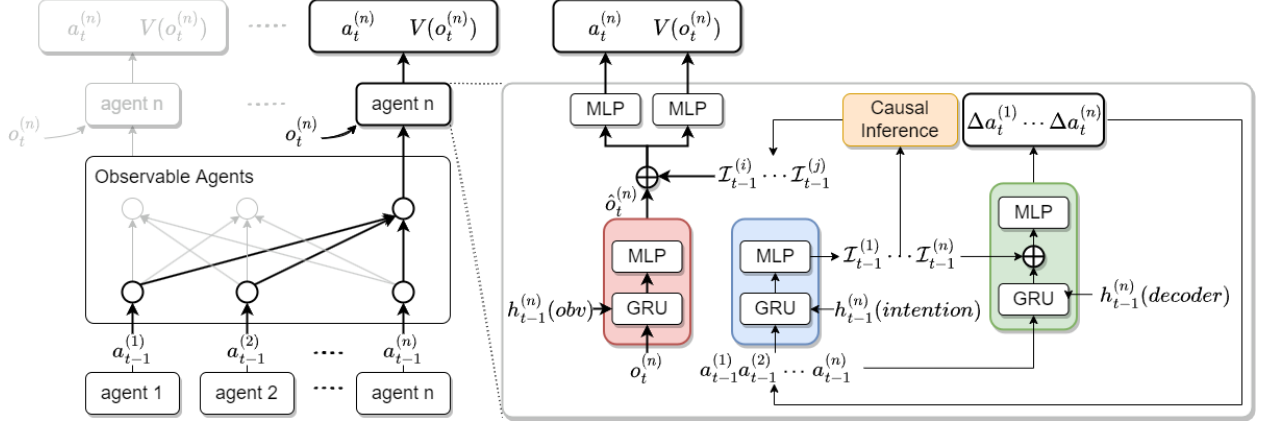 a_t^{(n)} V(o_t^{(n)}) ····· a_t^{(n)} V(o_t^{(n)})
agent n ····· agent n
o_t^{(n)}
o_t^{(n)}
Observable Agents
a_{t-1}^{(1)} a_{t-1}^{(2)} ···· a_{t-1}^{(n)}
agent 1 agent 2 ···· agent n
a_t^{(n)} V(o_t^{(n)})
MLP MLP
Causal
Inference
Δa_t^{(1)} ··· Δa_t^{(n)}
⊕ I_{t-1}^{(i)} ··· I_{t-1}^{(j)}
ô_t^{(n)}
MLP
MLP MLP I_{t-1}^{(1)} ··· I_{t-1}^{(n)} ⊕
h_{t-1}^{(n)}(obv) GRU GRU h_{t-1}^{(n)}(intention) GRU h_{t-1}^{(n)}(decoder)
o_t^{(n)} a_{t-1}^{(1)} a_{t-1}^{(2)} ··· a_{t-1}^{(n)}